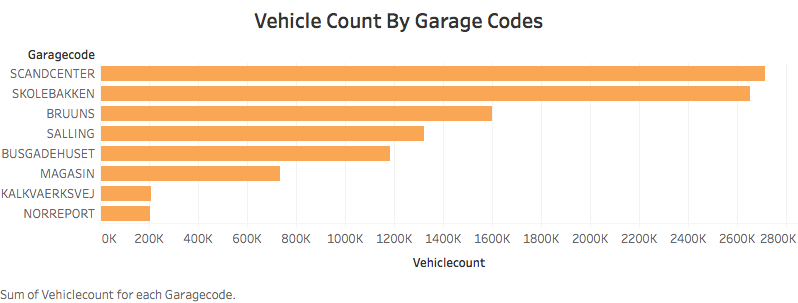 Vehicle Count By Garage Codes
Garagecode
SCANDCENTER
SKOLEBAKKEN
BRUUNS
SALLING
BUSGADEHUSET
MAGASIN
KALKVAERKSVEJ
NORREPORT
0K 200K 400K 600K 800K 1000K 1200K 1400K 1600K 1800K 2000K 2200K 2400K 2600K 2800K
Vehiclecount
Sum of Vehiclecount for each Garagecode.